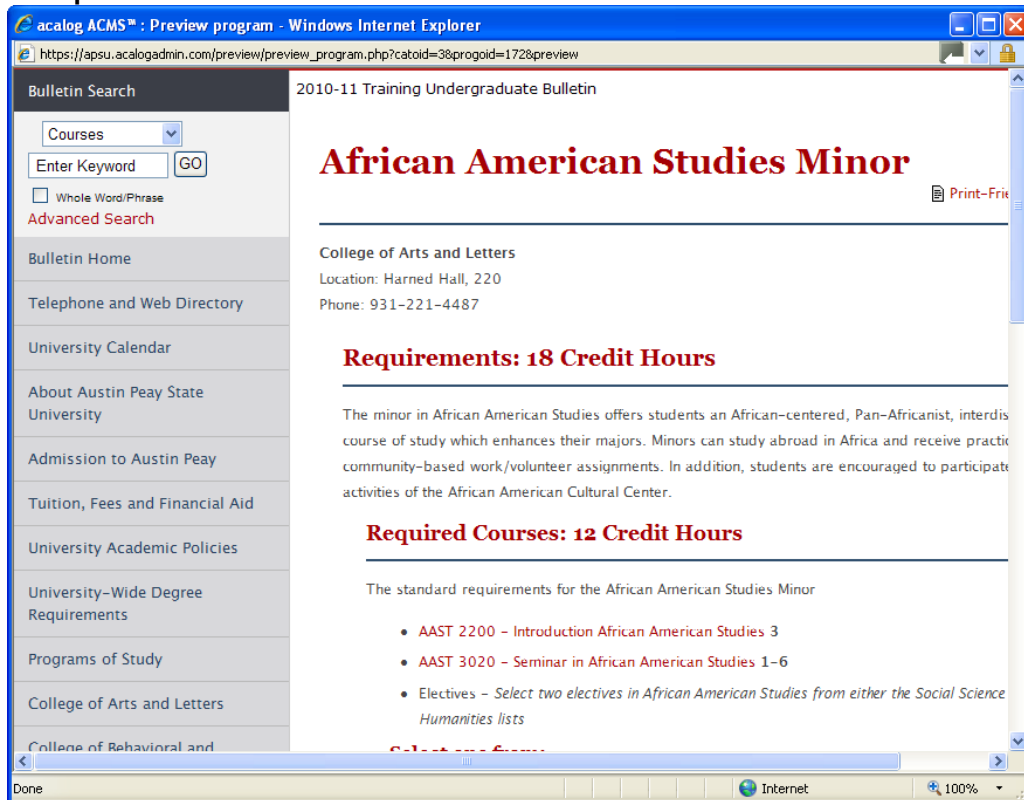 acalog ACMS™ : Preview program - Windows Internet Explorer
https://apsu.acalogadmin.com/preview/preview_program.php?catoid=3&progoid=172&preview
Bulletin Search
Courses
Enter Keyword GO
Whole Word/Phrase
Advanced Search
Bulletin Home
Telephone and Web Directory
University Calendar
About Austin Peay State
University
Admission to Austin Peay
Tuition, Fees and Financial Aid
University Academic Policies
University-Wide Degree
Requirements
Programs of Study
College of Arts and Letters
College of Behavioral and
2010-11 Training Undergraduate Bulletin
African American Studies Minor
Print-Frie
College of Arts and Letters
Location: Harned Hall, 220
Phone: 931-221-4487
Requirements: 18 Credit Hours
The minor in African American Studies offers students an African-centered, Pan-Africanist, interdis
course of study which enhances their majors. Minors can study abroad in Africa and receive practic
community-based work/volunteer assignments. In addition, students are encouraged to participate
activities of the African American Cultural Center.
Required Courses: 12 Credit Hours
The standard requirements for the African American Studies Minor
• AAST 2200 - Introduction African American Studies 3
• AAST 3020 - Seminar in African American Studies 1-6
• Electives - Select two electives in African American Studies from either the Social Science
Humanities lists
Select one from:
Done
Internet
100%